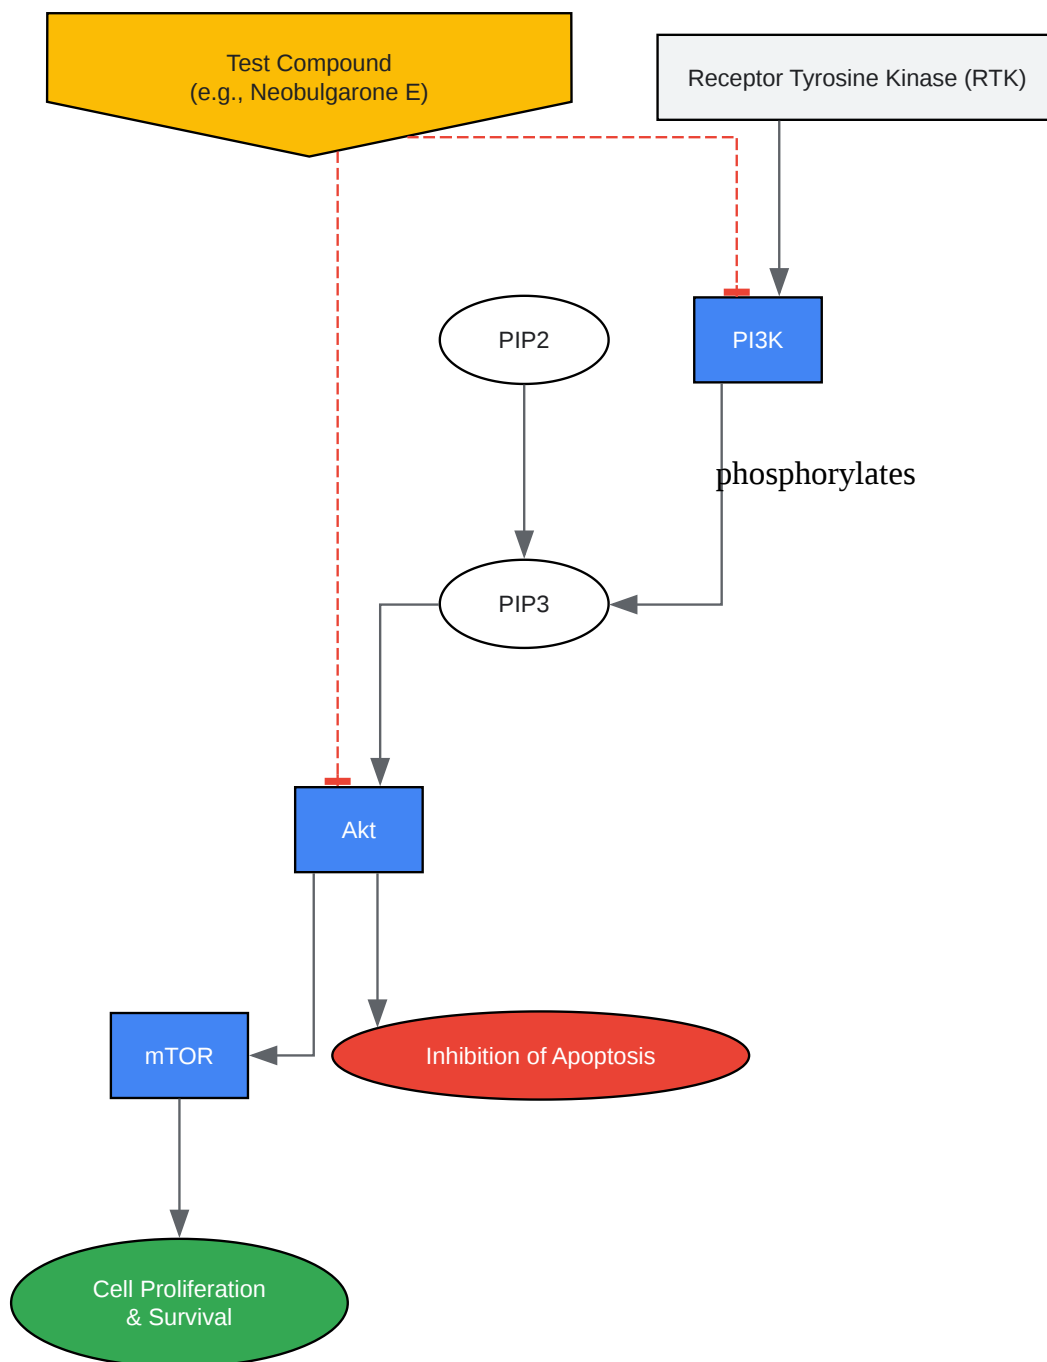 Test Compound
(e.g., Neobulgarone E)
Receptor Tyrosine Kinase (RTK)
PIP2
PI3K
phosphorylates
PIP3
Akt
mTOR
Inhibition of Apoptosis
Cell Proliferation
& Survival